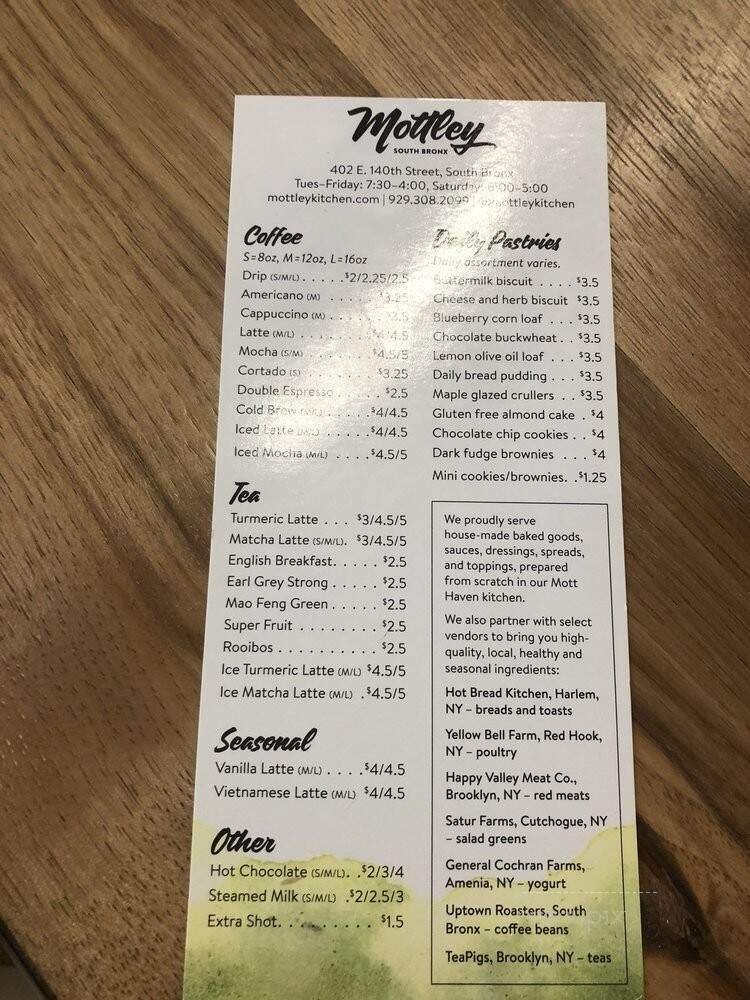 Mottley
SOUTH BRONX
402 E. 140th Street, South Bronx
Tues–Friday: 7:30–4:00, Saturday: 8:00–5:00
mottleykitchen.com | 929.308.2099 | @mottleykitchen
Coffee
S=8oz, M=12oz, L=16oz
Drip (S/M/L) . . . . . $2/2.25/2.5
Americano (M) . . . . $3.25
Cappuccino (M) . . . . $3.5
Latte (M/L) . . . . . . . $4/4.5
Mocha (S/M) . . . . . . $4.5/5
Cortado (S) . . . . . . . $3.25
Double Espresso . . . . . $2.5
Cold Brew (M/L) . . . . . $4/4.5
Iced Latte (M/L) . . . . . $4/4.5
Iced Mocha (M/L) . . . . $4.5/5
Tea
Turmeric Latte . . . $3/4.5/5
Matcha Latte (S/M/L). $3/4.5/5
English Breakfast. . . . . $2.5
Earl Grey Strong . . . . . $2.5
Mao Feng Green . . . . . $2.5
Super Fruit . . . . . . . . $2.5
Rooibos . . . . . . . . . . $2.5
Ice Turmeric Latte (M/L) $4.5/5
Ice Matcha Latte (M/L) . $4.5/5
Seasonal
Vanilla Latte (M/L) . . . . $4/4.5
Vietnamese Latte (M/L) $4/4.5
Other
Hot Chocolate (S/M/L). . $2/3/4
Steamed Milk (S/M/L) . $2/2.5/3
Extra Shot. . . . . . . . . $1.5
Daily Pastries
Daily assortment varies.
Buttermilk biscuit . . . . $3.5
Cheese and herb biscuit $3.5
Blueberry corn loaf . . . $3.5
Chocolate buckwheat . . $3.5
Lemon olive oil loaf . . . $3.5
Daily bread pudding . . . $3.5
Maple glazed crullers . . $3.5
Gluten free almond cake . $4
Chocolate chip cookies . . $4
Dark fudge brownies . . . $4
Mini cookies/brownies. . $1.25
We proudly serve
house-made baked goods,
sauces, dressings, spreads,
and toppings, prepared
from scratch in our Mott
Haven kitchen.
We also partner with select
vendors to bring you high-
quality, local, healthy and
seasonal ingredients:
Hot Bread Kitchen, Harlem,
NY – breads and toasts
Yellow Bell Farm, Red Hook,
NY – poultry
Happy Valley Meat Co.,
Brooklyn, NY – red meats
Satur Farms, Cutchogue, NY
– salad greens
General Cochran Farms,
Amenia, NY – yogurt
Uptown Roasters, South
Bronx – coffee beans
TeaPigs, Brooklyn, NY – teas